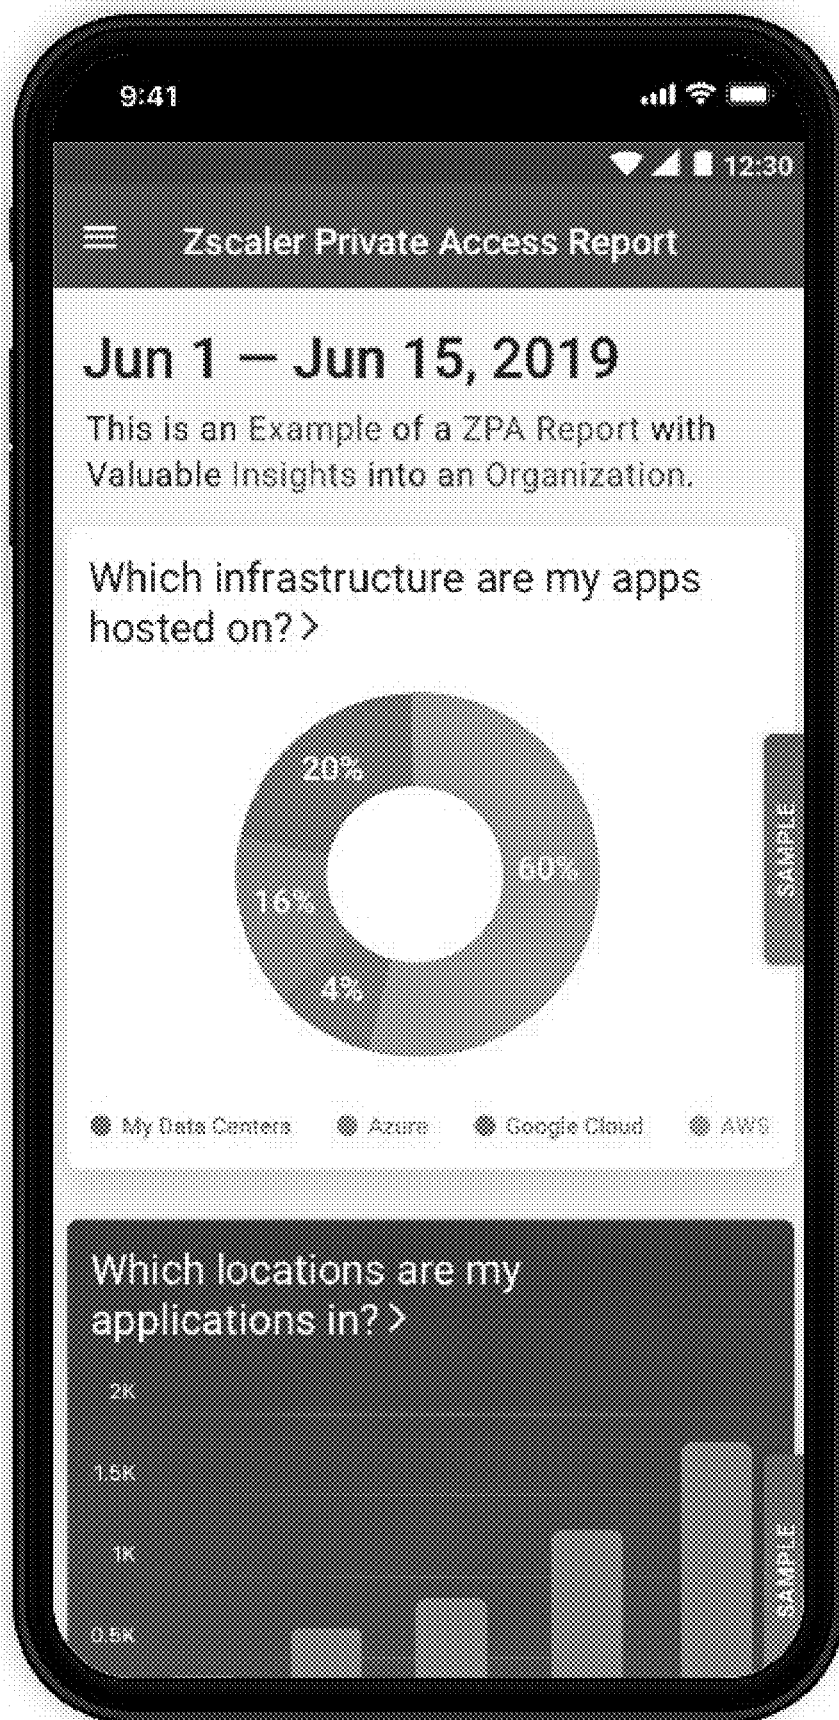 9:41
12:30
Zscaler Private Access Report
Jun 1 — Jun 15, 2019
This is an Example of a ZPA Report with
Valuable Insights into an Organization.
Which infrastructure are my apps
hosted on? >
20%
60%
16%
4%
SAMPLE
My Data Centers Azure Google Cloud AWS
Which locations are my
applications in? >
2K
1.5K
1K
0.5K
SAMPLE